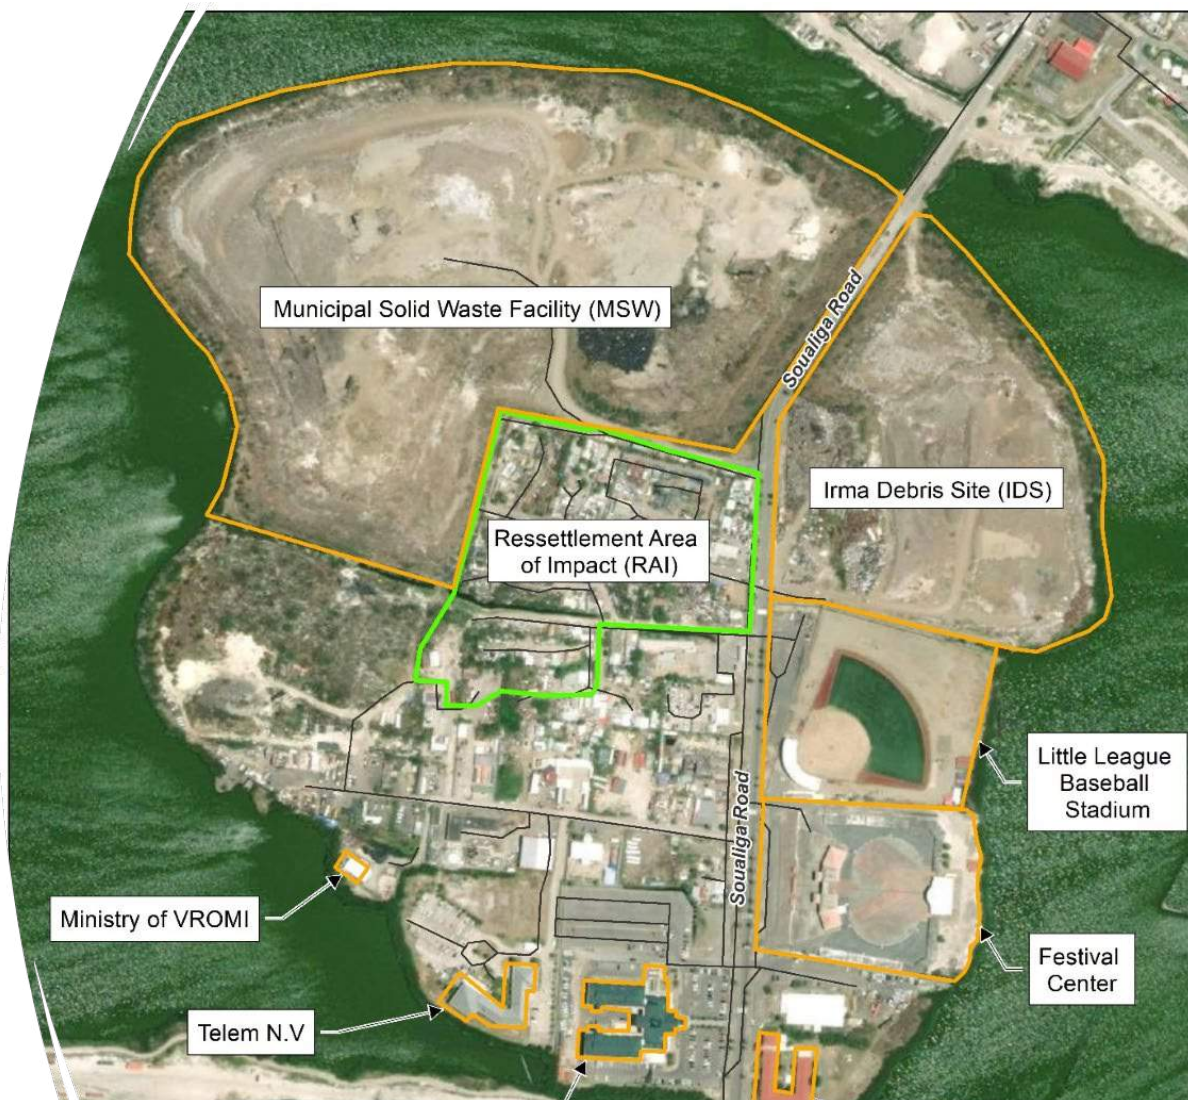 Municipal Solid Waste Facility (MSW)
Soualiga Road
Irma Debris Site (IDS)
Ressettlement Area
of Impact (RAI)
Little League
Baseball
Stadium
Soualiga Road
Ministry of VROMI
Festival
Center
Telem N.V